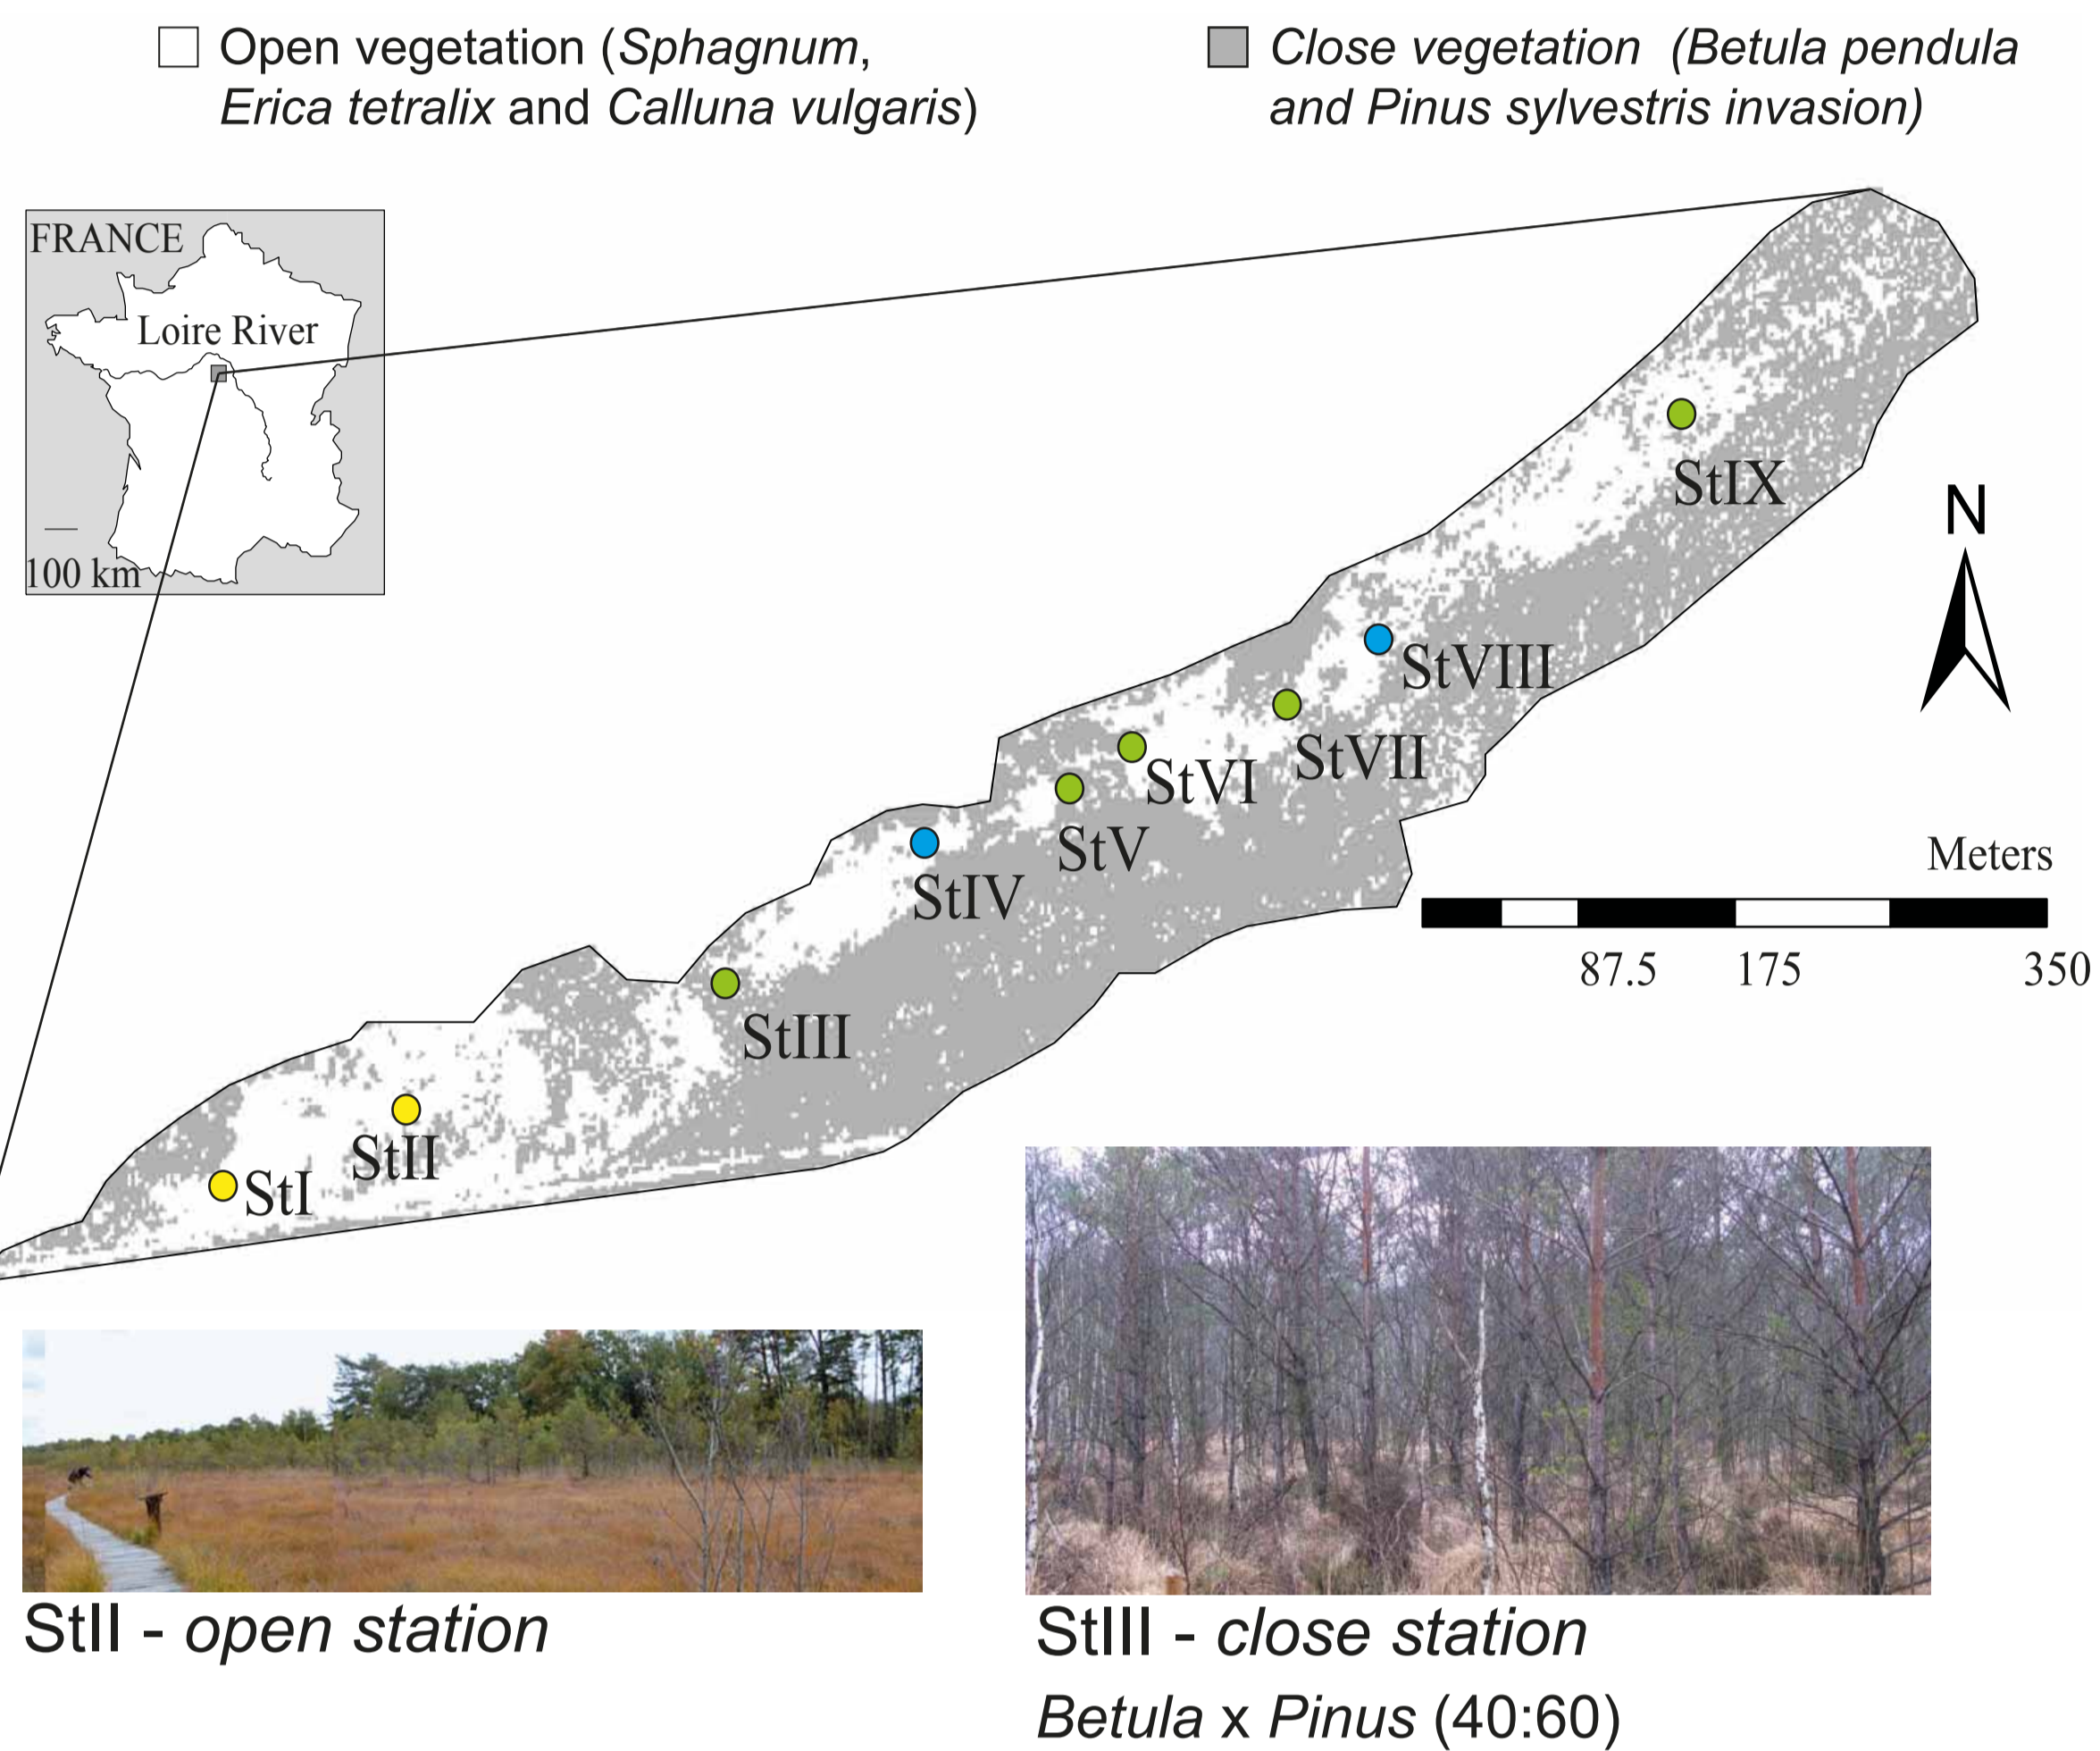 Open vegetation (Sphagnum,
Erica tetralix and Calluna vulgaris)
Close vegetation (Betula pendula
and Pinus sylvestris invasion)
FRANCE
Loire River
100 km
StIX
N
StVIII
StVII
StVI
StV
StIV
Meters
87.5 175 350
StIII
StII
StI
StII - open station
StIII - close station
Betula x Pinus (40:60)